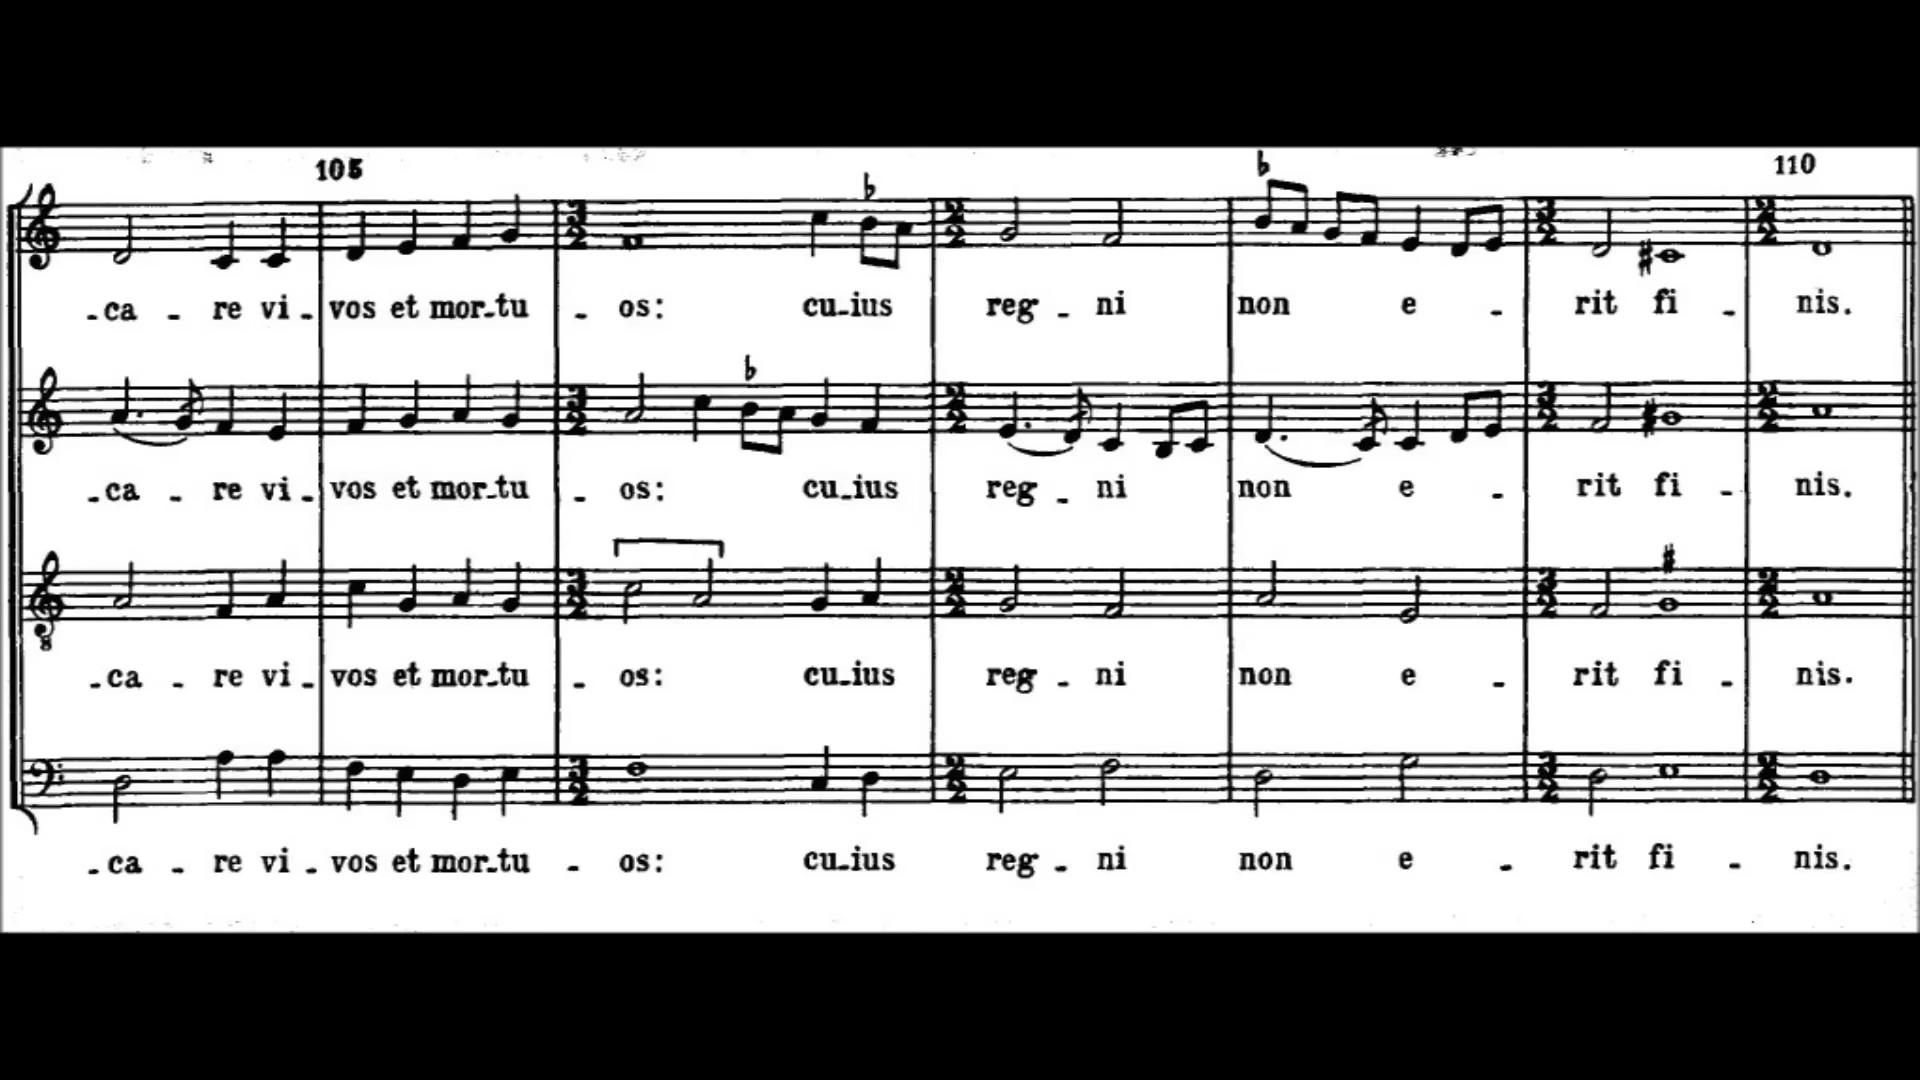 105 110
-ca - re vi-vos et mor-tu - os: cu-ius reg - ni non e - rit fi - nis.
-ca - re vi-vos et mor-tu - os: cu-ius reg - ni non e - rit fi - nis.
-ca - re vi-vos et mor-tu - os: cu-ius reg - ni non e - rit fi - nis.
-ca - re vi-vos et mor-tu - os: cu-ius reg - ni non e - rit fi - nis.